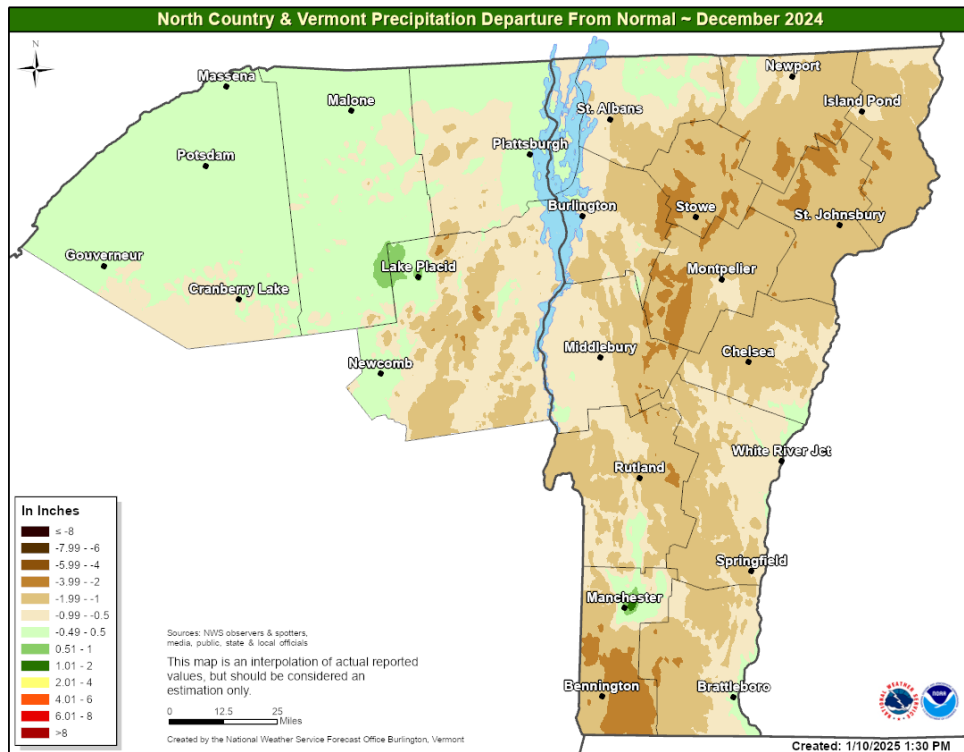 North Country & Vermont Precipitation Departure From Normal ~ December 2024
N
Massena
Malone
Potsdam
Plattsburgh
St. Albans
Newport
Island Pond
Burlington
Stowe
St. Johnsbury
Gouverneur
Cranberry Lake
Lake Placid
Montpelier
Newcomb
Middlebury
Chelsea
White River Jct
Rutland
Springfield
Manchester
Bennington
Brattleboro
In Inches
≤ -8
-7.99 - -6
-5.99 - -4
-3.99 - -2
-1.99 - -1
-0.99 - -0.5
-0.49 - 0.5
0.51 - 1
1.01 - 2
2.01 - 4
4.01 - 6
6.01 - 8
>8
Sources: NWS observers & spotters,
media, public, state & local officials
This map is an interpolation of actual reported
values, but should be considered an
estimation only.
0 12.5 25
Miles
Created by the National Weather Service Forecast Office Burlington, Vermont
NOAA
Created: 1/10/2025 1:30 PM